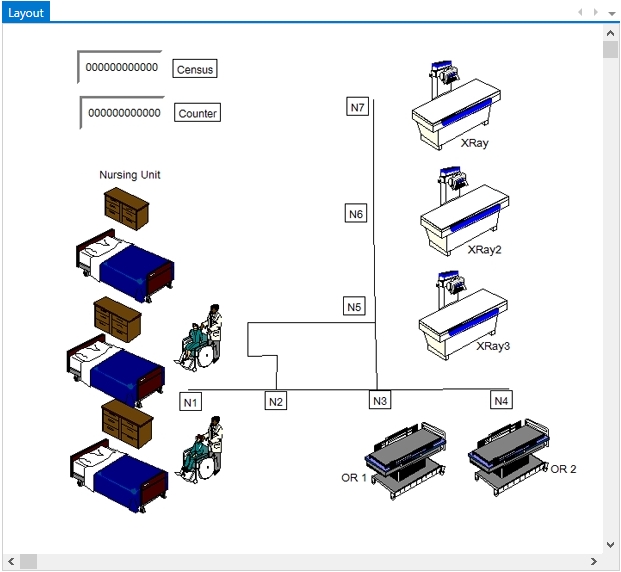 Layout
000000000000 Census
000000000000 Counter
N7
XRay
Nursing Unit
N6
XRay2
N5
XRay3
N1 N2 N3 N4
OR 1 OR 2